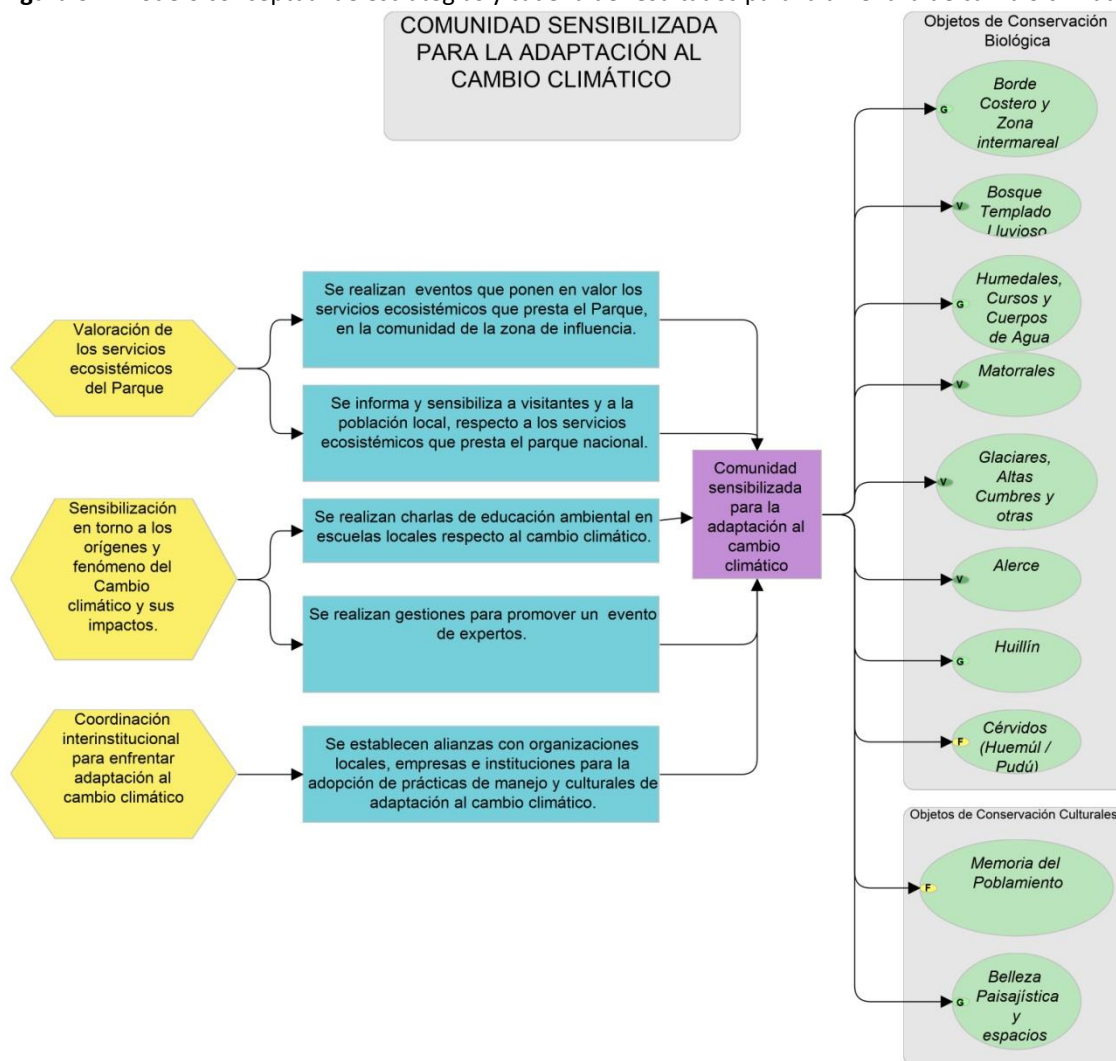 COMUNIDAD SENSIBILIZADA
PARA LA ADAPTACIÓN AL
CAMBIO CLIMÁTICO
Valoración de
los servicios
ecosistémicos
del Parque
Sensibilización
en torno a los
orígenes y
fenómeno del
Cambio
climático y sus
impactos.
Coordinación
interinstitucional
para enfrentar
adaptación al
cambio climático
Se realizan eventos que ponen en valor los
servicios ecosistémicos que presta el Parque,
en la comunidad de la zona de influencia.
Se informa y sensibiliza a visitantes y a la
población local, respecto a los servicios
ecosistémicos que presta el parque nacional.
Se realizan charlas de educación ambiental en
escuelas locales respecto al cambio climático.
Se realizan gestiones para promover un evento
de expertos.
Se establecen alianzas con organizaciones
locales, empresas e instituciones para la
adopción de prácticas de manejo y culturales de
adaptación al cambio climático.
Comunidad
sensibilizada
para la
adaptación al
cambio
climático
Objetos de Conservación
Biológica
G
Borde
Costero y
Zona
intermareal
V
Bosque
Templado
Lluvioso
G
Humedales,
Cursos y
Cuerpos
de Agua
V
Matorrales
V
Glaciares,
Altas
Cumbres y
otras
V
Alerce
G
Huillín
F
Cérvidos
(Huemúl /
Pudú)
Objetos de Conservación Culturales
F
Memoria del
Poblamiento
G
Belleza
Paisajística
y
espacios